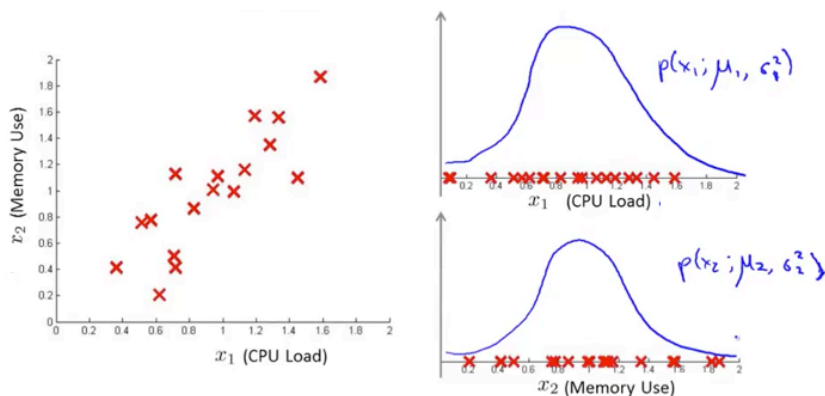 x₂ (Memory Use)
2
1.8
1.6
1.4
1.2
1
0.8
0.6
0.4
0.2
0
0 0.2 0.4 0.6 0.8 1 1.2 1.4 1.6 1.8 2
x₁ (CPU Load)
p(x₁; μ₁, σ₁²)
0.2 0.4 0.6 0.8 1 1.2 1.4 1.6 1.8 2
x₁ (CPU Load)
p(x₂; μ₂, σ₂²)
0.2 0.4 0.6 0.8 1 1.2 1.4 1.6 1.8 2
x₂ (Memory Use)